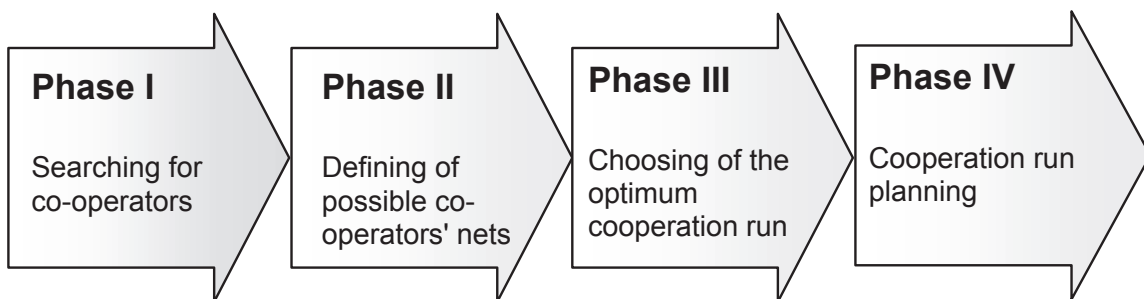 Phase I
Searching for
co-operators
Phase II
Defining of
possible co-
operators' nets
Phase III
Choosing of the
optimum
cooperation run
Phase IV
Cooperation run
planning